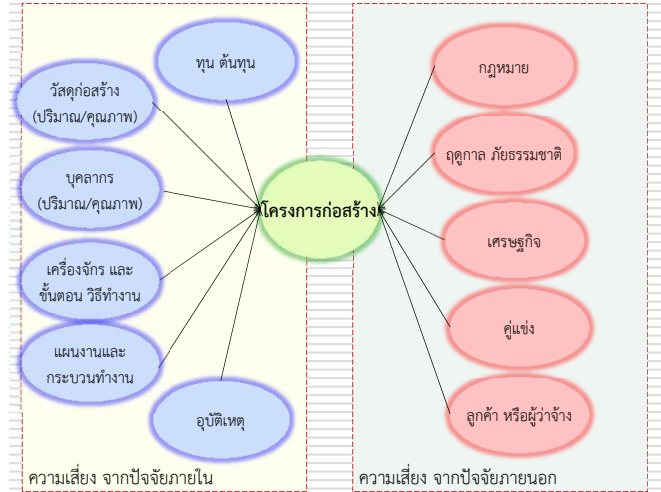 ทุน ต้นทุน
วัสดุก่อสร้าง
(ปริมาณ/คุณภาพ)
บุคลากร
(ปริมาณ/คุณภาพ)
เครื่องจักร และ
ขั้นตอน วิธีทำงาน
แผนงานและ
กระบวนทำงาน
อุบัติเหตุ
ความเสี่ยง จากปัจจัยภายใน
โครงการก่อสร้าง
กฎหมาย
ฤดูกาล ภัยธรรมชาติ
เศรษฐกิจ
คู่แข่ง
ลูกค้า หรือผู้ว่าจ้าง
ความเสี่ยง จากปัจจัยภายนอก